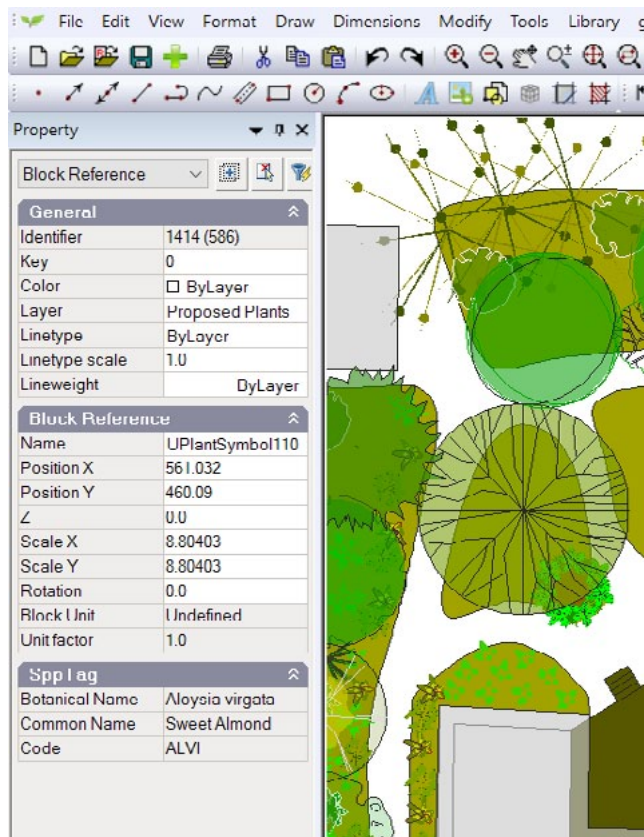 File Edit View Format Draw Dimensions Modify Tools Library
Property
Block Reference
General
Identifier 1414 (586)
Key 0
Color ByLayer
Layer Proposed Plants
Linetype ByLayer
Linetype scale 1.0
Lineweight DyLayer
Block Reference
Name UPlantSymbol110
Position X 561.032
Position Y 460.09
Z 0.0
Scale X 8.80403
Scale Y 8.80403
Rotation 0.0
Block Unit Undefined
Unit factor 1.0
Spp Tag
Botanical Name Aloysia virgata
Common Name Sweet Almond
Code ALVI